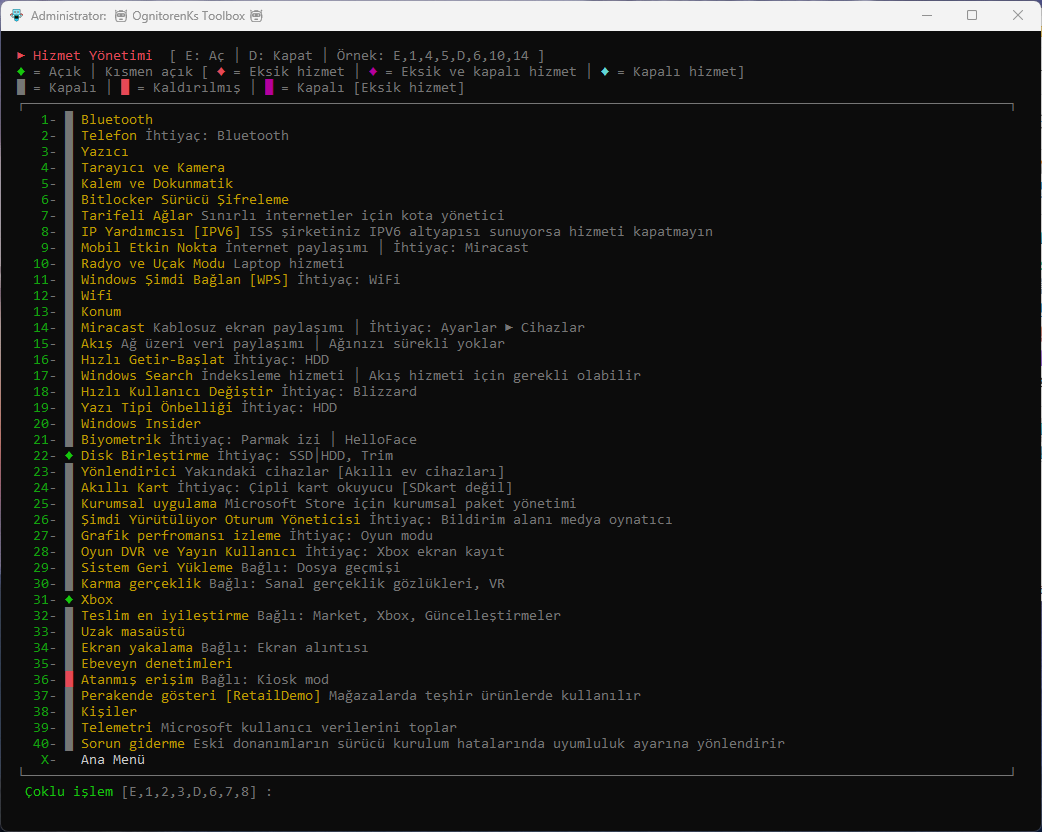 Administrator: OgnitorenKs Toolbox
► Hizmet Yönetimi [ E: Aç │ D: Kapat │ Örnek: E,1,4,5,D,6,10,14 ]
♦ = Açık │ Kısmen açık [ ♦ = Eksik hizmet │ ♦ = Eksik ve kapalı hizmet │ ♦ = Kapalı hizmet]
█ = Kapalı │ █ = Kaldırılmış │ █ = Kapalı [Eksik hizmet]
1- █ Bluetooth
2- █ Telefon İhtiyaç: Bluetooth
3- █ Yazıcı
4- █ Tarayıcı ve Kamera
5- █ Kalem ve Dokunmatik
6- █ Bitlocker Sürücü Şifreleme
7- █ Tarifeli Ağlar Sınırlı internetler için kota yönetici
8- █ IP Yardımcısı [IPV6] ISS şirketiniz IPV6 altyapısı sunuyorsa hizmeti kapatmayın
9- █ Mobil Etkin Nokta İnternet paylaşımı │ İhtiyaç: Miracast
10- █ Radyo ve Uçak Modu Laptop hizmeti
11- █ Windows Şimdi Bağlan [WPS] İhtiyaç: WiFi
12- █ Wifi
13- █ Konum
14- █ Miracast Kablosuz ekran paylaşımı │ İhtiyaç: Ayarlar ► Cihazlar
15- █ Akış Ağ üzeri veri paylaşımı │ Ağınızı sürekli yoklar
16- █ Hızlı Getir-Başlat İhtiyaç: HDD
17- █ Windows Search İndeksleme hizmeti │ Akış hizmeti için gerekli olabilir
18- █ Hızlı Kullanıcı Değiştir İhtiyaç: Blizzard
19- █ Yazı Tipi Önbelliği İhtiyaç: HDD
20- █ Windows Insider
21- █ Biyometrik İhtiyaç: Parmak izi │ HelloFace
22- ♦ Disk Birleştirme İhtiyaç: SSD│HDD, Trim
23- █ Yönlendirici Yakındaki cihazlar [Akıllı ev cihazları]
24- █ Akıllı Kart İhtiyaç: Çipli kart okuyucu [SDkart değil]
25- █ Kurumsal uygulama Microsoft Store için kurumsal paket yönetimi
26- █ Şimdi Yürütülüyor Oturum Yöneticisi İhtiyaç: Bildirim alanı medya oynatıcı
27- █ Grafik perfromansı izleme İhtiyaç: Oyun modu
28- █ Oyun DVR ve Yayın Kullanıcı İhtiyaç: Xbox ekran kayıt
29- █ Sistem Geri Yükleme Bağlı: Dosya geçmişi
30- █ Karma gerçeklik Bağlı: Sanal gerçeklik gözlükleri, VR
31- ♦ Xbox
32- █ Teslim en iyileştirme Bağlı: Market, Xbox, Güncelleştirmeler
33- █ Uzak masaüstü
34- █ Ekran yakalama Bağlı: Ekran alıntısı
35- █ Ebeveyn denetimleri
36- █ Atanmış erişim Bağlı: Kiosk mod
37- █ Perakende gösteri [RetailDemo] Mağazalarda teşhir ürünlerde kullanılır
38- █ Kişiler
39- █ Telemetri Microsoft kullanıcı verilerini toplar
40- █ Sorun giderme Eski donanımların sürücü kurulum hatalarında uyumluluk ayarına yönlendirir
X- Ana Menü
Çoklu işlem [E,1,2,3,D,6,7,8] :